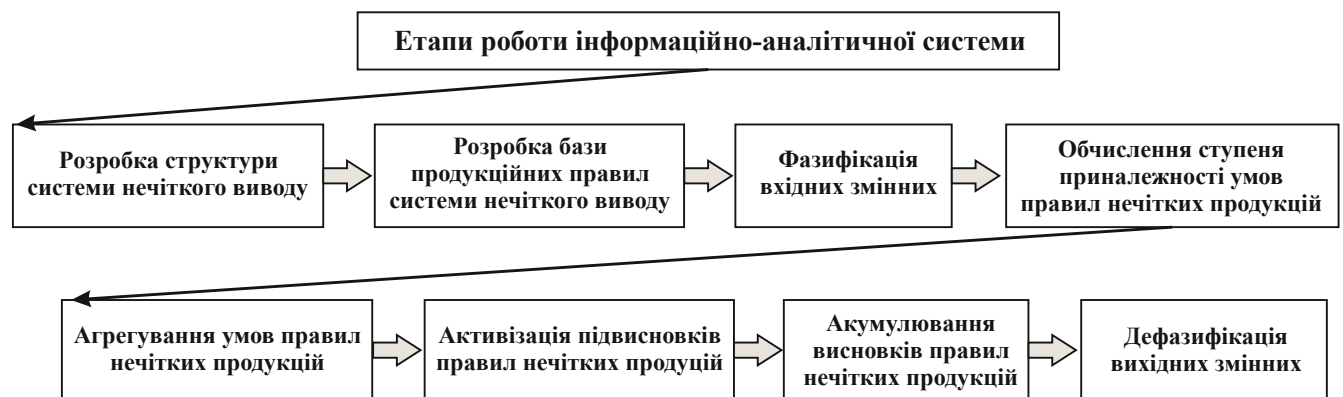 Етапи роботи інформаційно-аналітичної системи
Розробка структури
системи нечіткого виводу
Розробка бази
продукційних правил
системи нечіткого виводу
Фазифікація
вхідних змінних
Обчислення ступеня
приналежності умов
правил нечітких продукцій
Агрегування умов правил
нечітких продукцій
Активізація підвисновків
правил нечітких продуцій
Акумулювання
висновків правил
нечітких продукцій
Дефазифікація
вихідних змінних